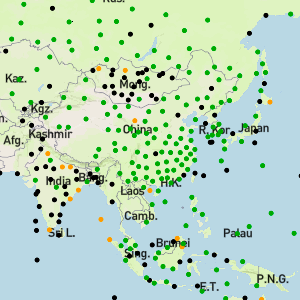 Rus.
Kaz.
Mong.
Kgz.
China
R. Kor.
Japan
n.
Kashmir
Afg.
India
Bang.
Laos
H.K.
Camb.
Sri L.
Brunei
Palau
Sing.
E.T.
P.N.G.